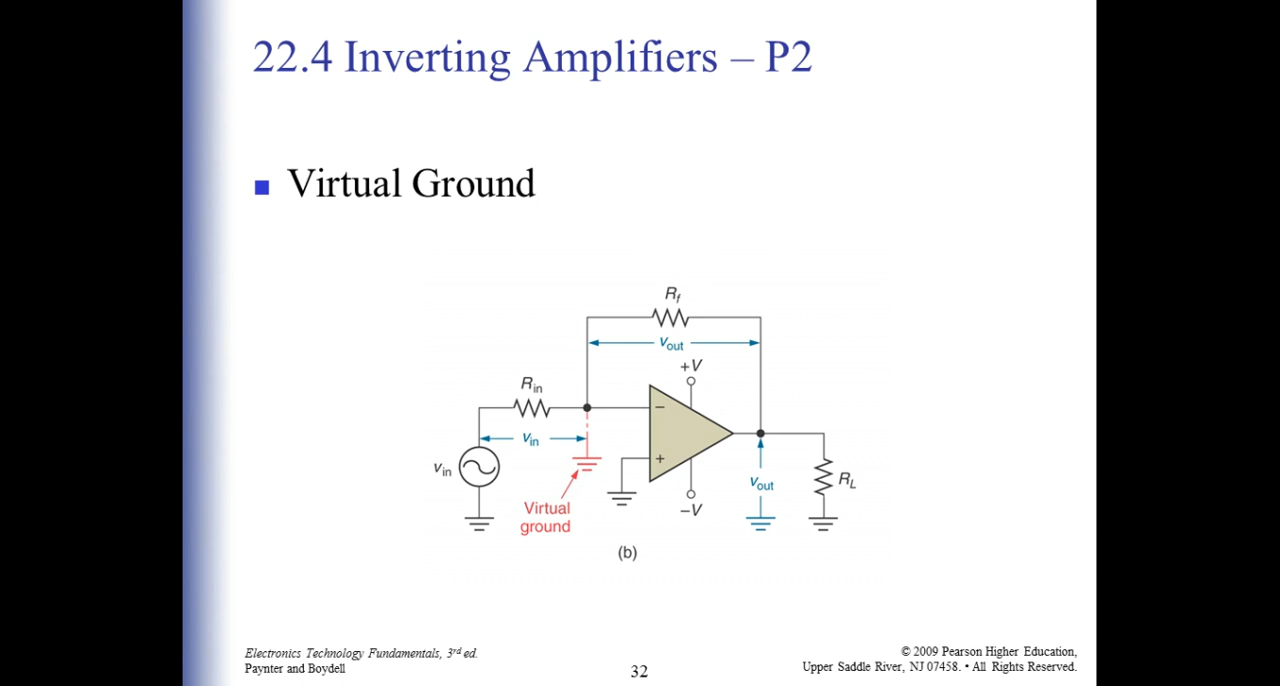 22.4 Inverting Amplifiers – P2
■ Virtual Ground
Rf
Vout
+V
Rin
−
Vin
Vin
+
Vout
RL
Virtual
ground
−V
(b)
Electronics Technology Fundamentals, 3rd ed.
Paynter and Boydell
32
© 2009 Pearson Higher Education,
Upper Saddle River, NJ 07458. • All Rights Reserved.